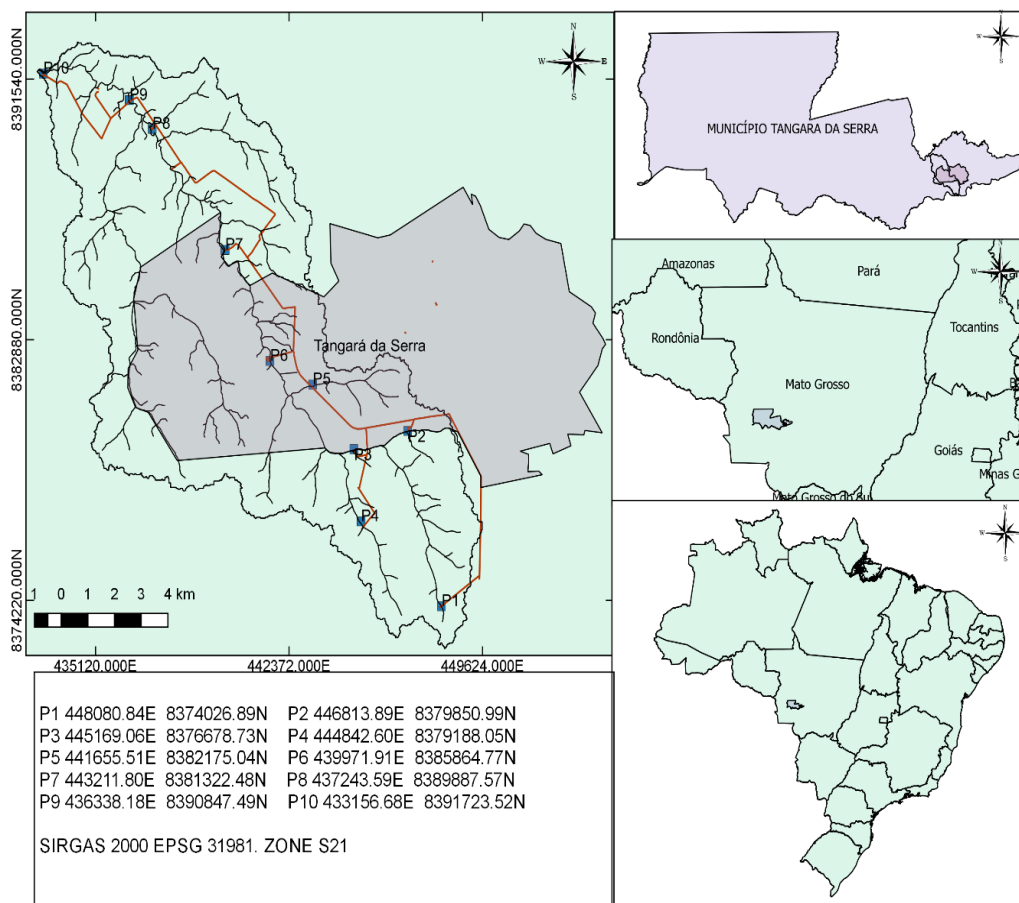 N
W E
S
P10
P9
P8
P7
Tangará da Serra
P6
P5
P2
P3
P4
P1
1 0 1 2 3 4 km
8391540.000N
8382880.000N
8374220.000N
435120.000E 442372.000E 449624.000E
P1 448080.84E 8374026.89N P2 446813.89E 8379850.99N
P3 445169.06E 8376678.73N P4 444842.60E 8379188.05N
P5 441655.51E 8382175.04N P6 439971.91E 8385864.77N
P7 443211.80E 8381322.48N P8 437243.59E 8389887.57N
P9 436338.18E 8390847.49N P10 433156.68E 8391723.52N
SIRGAS 2000 EPSG 31981. ZONE S21
N
W
S
MUNICÍPIO TANGARA DA SERRA
N
W
S
Amazonas
Pará
Rondônia
Tocantins
Mato Grosso
Goiás
Minas G
Mato Grosso do Su
N
W
S